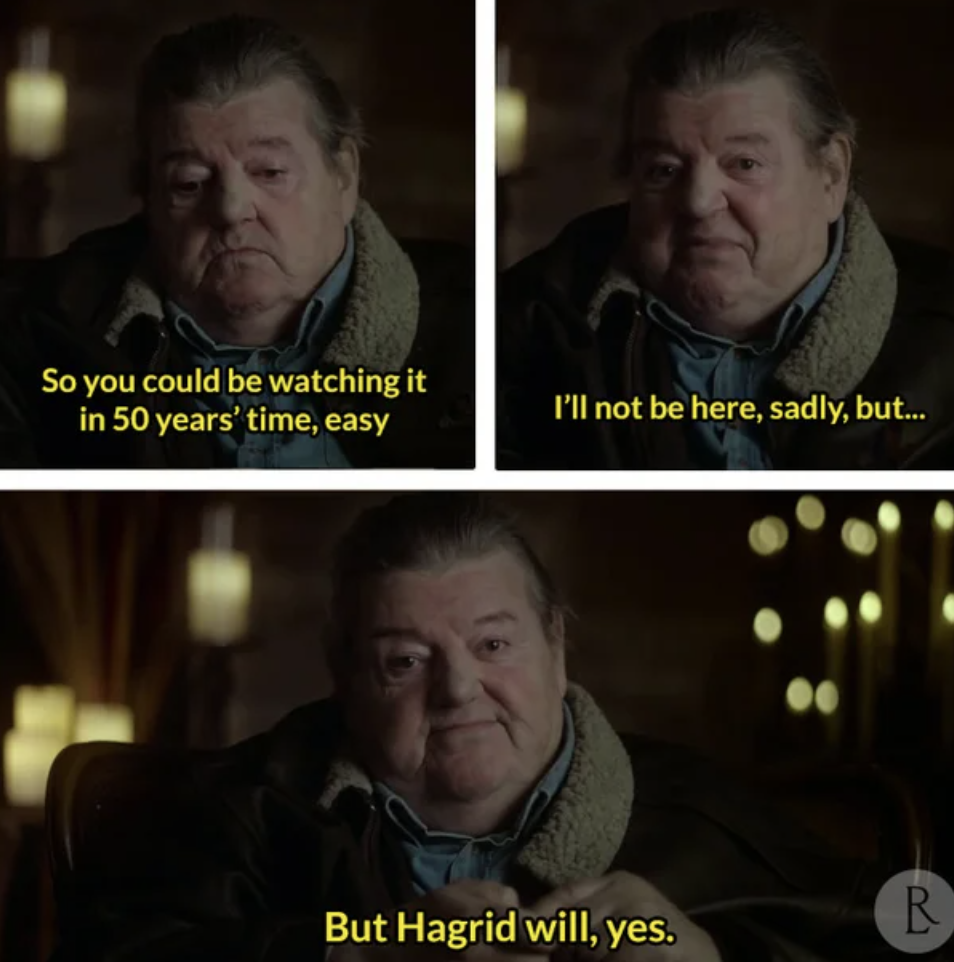 So you could be watching it
in 50 years' time, easy
I'll not be here, sadly, but...
But Hagrid will, yes.
R